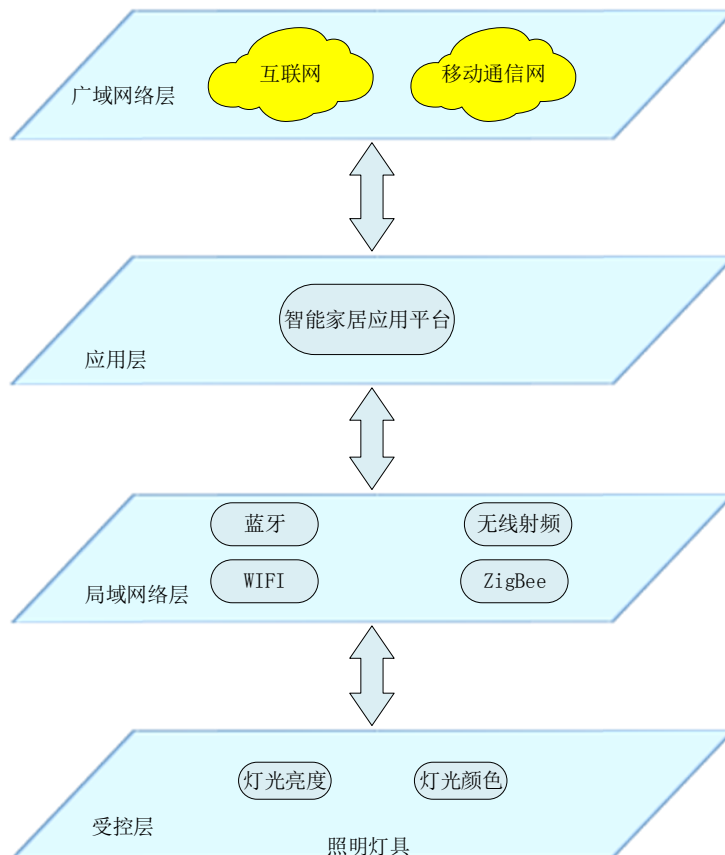 互联网
移动通信网
广域网络层
智能家居应用平台
应用层
蓝牙
无线射频
WIFI
ZigBee
局域网络层
灯光亮度
灯光颜色
受控层
照明灯具